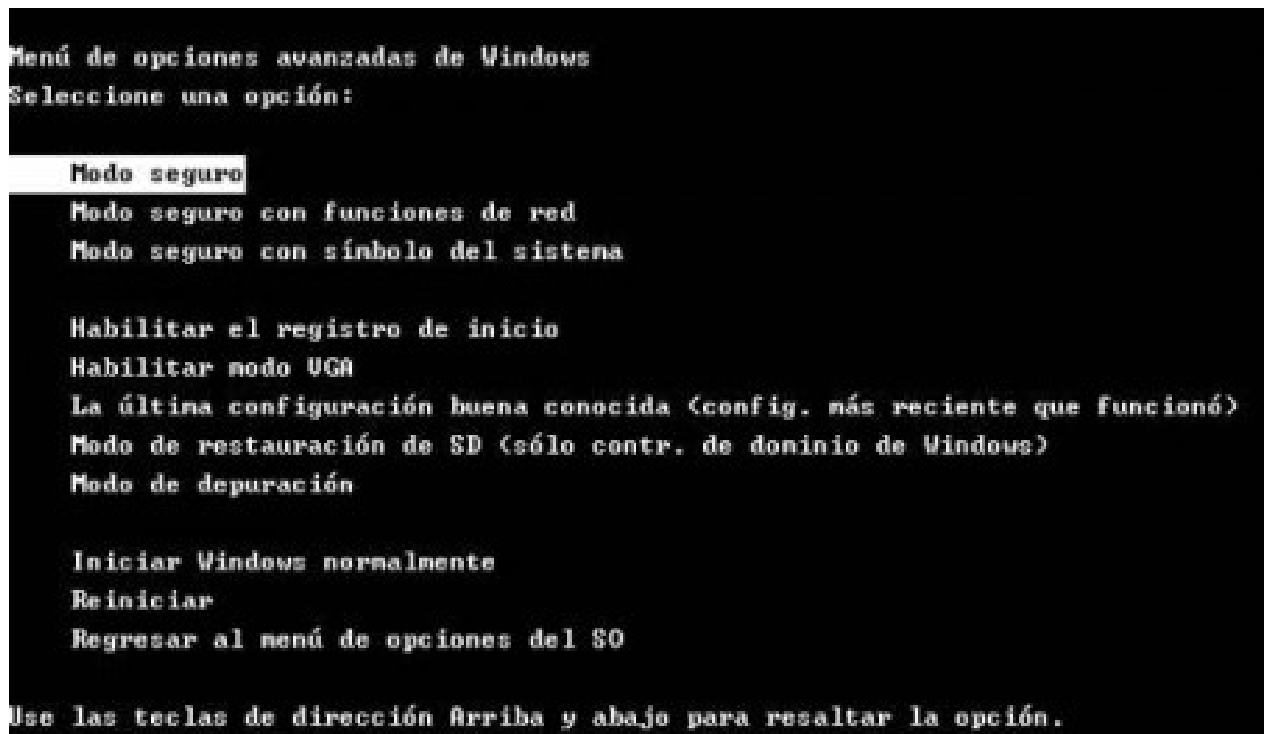 Menú de opciones avanzadas de Windows
Seleccione una opción:
Modo seguro
Modo seguro con funciones de red
Modo seguro con símbolo del sistema
Habilitar el registro de inicio
Habilitar modo VGA
La última configuración buena conocida (config. más reciente que funcionó)
Modo de restauración de SD (sólo contr. de dominio de Windows)
Modo de depuración
Iniciar Windows normalmente
Reiniciar
Regresar al menú de opciones del SO
Use las teclas de dirección Arriba y abajo para resaltar la opción.